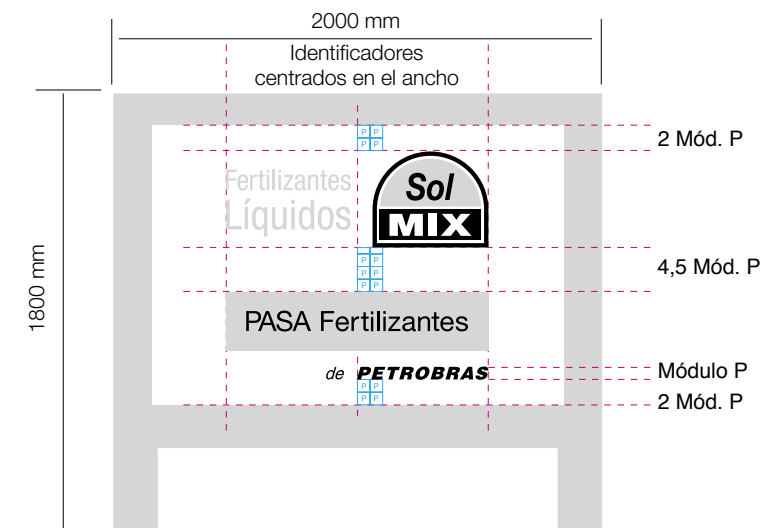 2000 mm
Identificadores
centrados en el ancho
P P
P P
2 Mód. P
Fertilizantes
Líquidos
Sol
MIX
1800 mm
P P
P P
P P
4,5 Mód. P
PASA Fertilizantes
de PETROBRAS
Módulo P
P P
P P
2 Mód. P